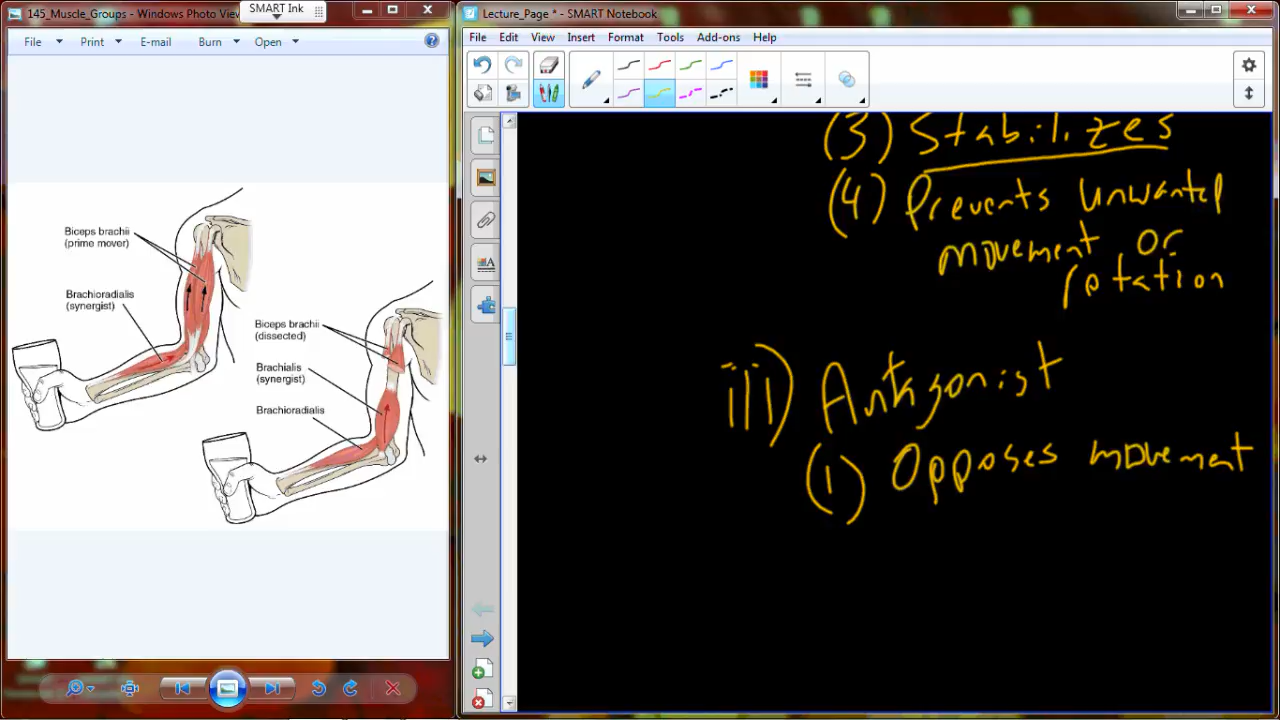 145_Muscle_Groups - Windows Photo View
SMART Ink
File Print E-mail Burn Open
Biceps brachii
(prime mover)
Brachioradialis
(synergist)
Biceps brachii
(dissected)
Brachialis
(synergist)
Brachioradialis
Lecture_Page * - SMART Notebook
File Edit View Insert Format Tools Add-ons Help
(3) Stabilizes
(4) Prevents unwanted
movement or
rotation
iii) Antagonist
(1) Opposes movement